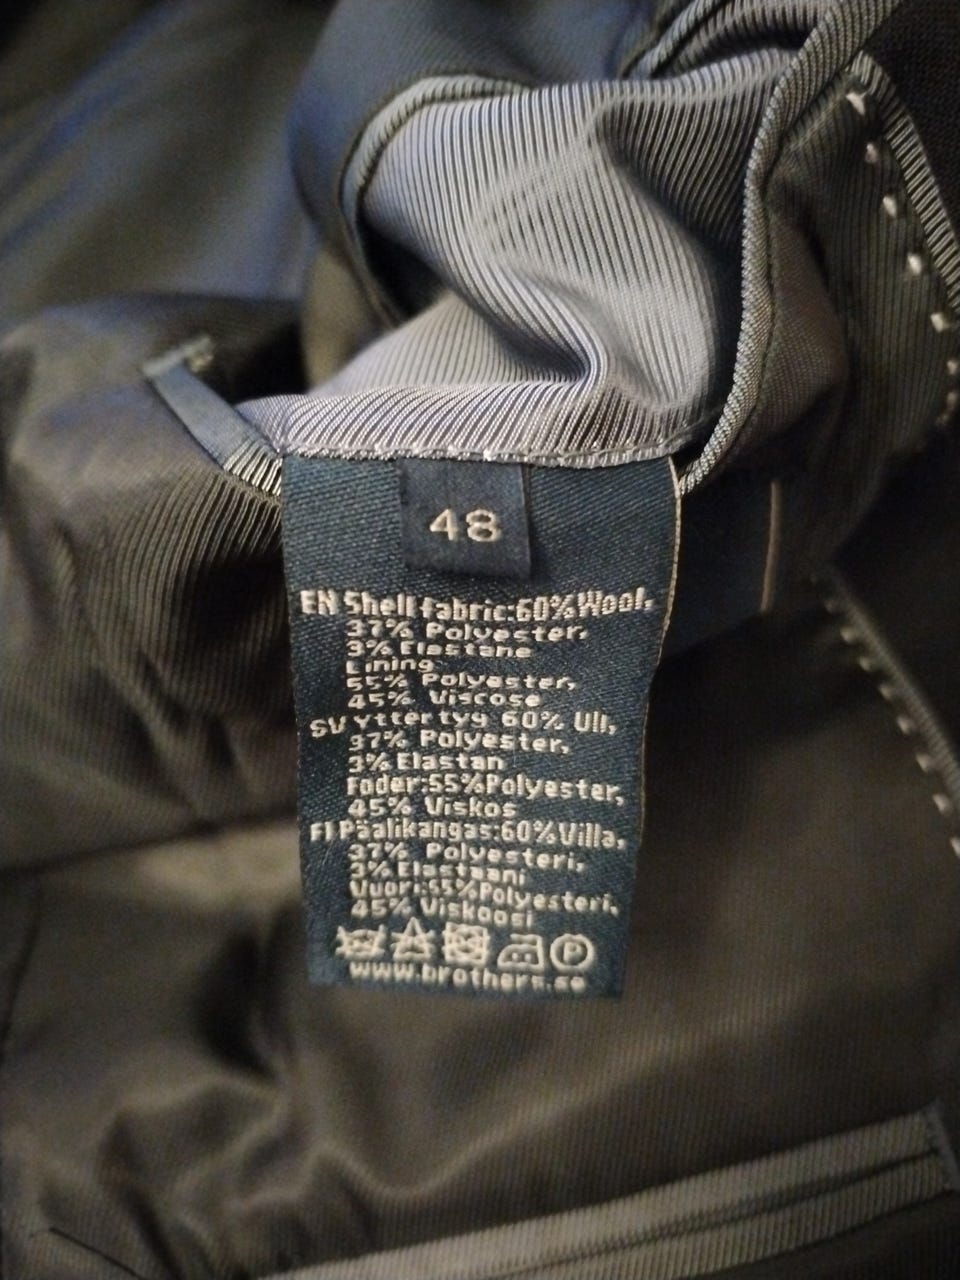 48
EN Shell fabric:60%Wool,
37% Polyester,
3% Elastane
Lining
55% Polyester,
45% Viscose
SV Yttertyg 60% Ull,
37% Polyester,
3% Elastan
Foder:55%Polyester,
45% Viskos
FI Päälikangas:60%Villa,
37% Polyesteri,
3% Elastaani
Vuori:55%Polyesteri,
45% Viskoosi
P
www.brothers.se